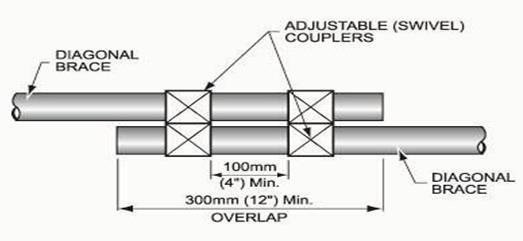 ADJUSTABLE (SWIVEL)
COUPLERS
DIAGONAL
BRACE
100mm
(4") Min.
300mm (12") Min.
OVERLAP
DIAGONAL
BRACE